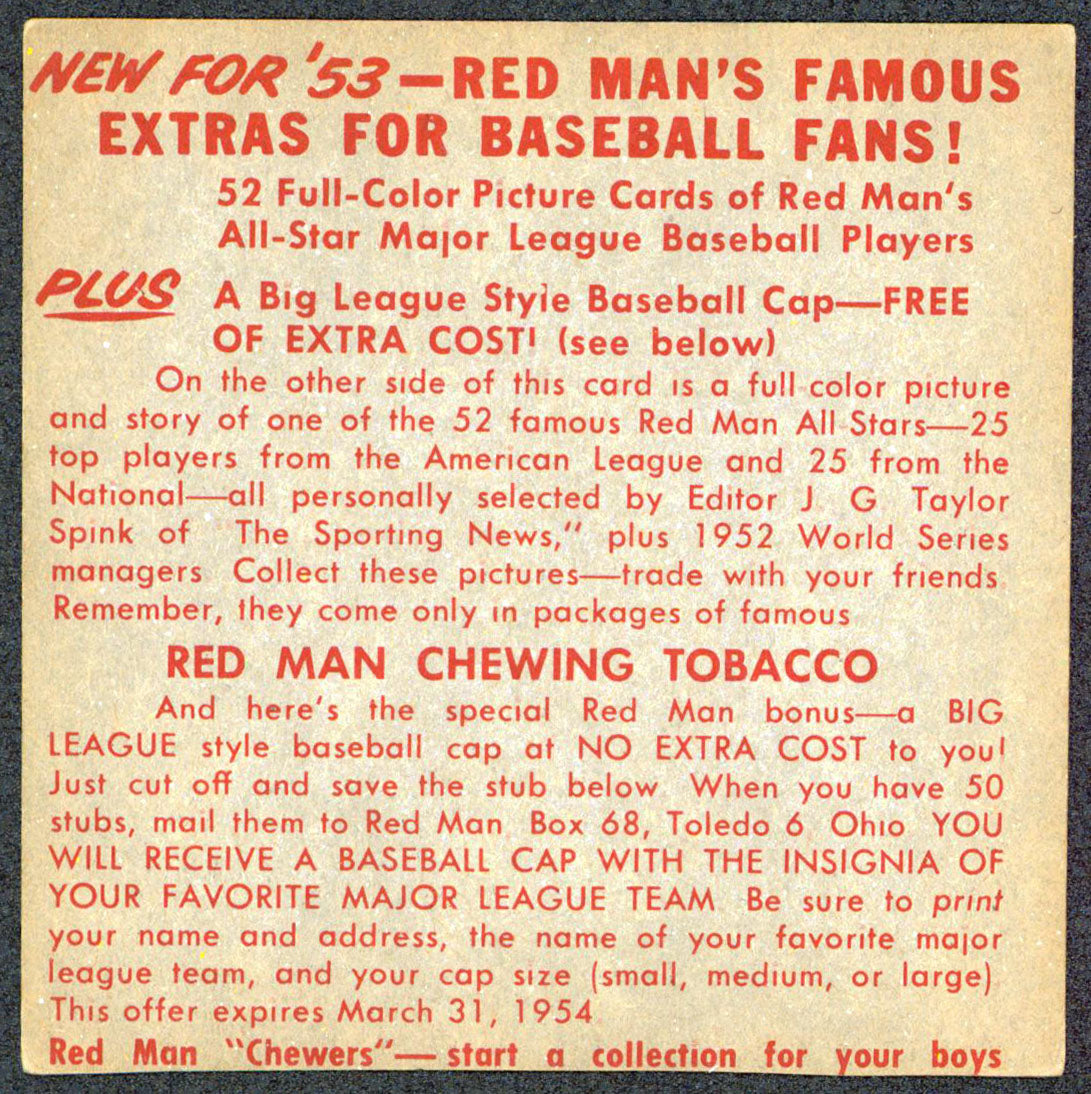 NEW FOR '53 — RED MAN'S FAMOUS
EXTRAS FOR BASEBALL FANS!
52 Full-Color Picture Cards of Red Man's
All-Star Major League Baseball Players
PLUS A Big League Style Baseball Cap—FREE
OF EXTRA COST! (see below)
On the other side of this card is a full color picture
and story of one of the 52 famous Red Man All Stars—25
top players from the American League and 25 from the
National—all personally selected by Editor J G Taylor
Spink of The Sporting News," plus 1952 World Series
managers Collect these pictures—trade with your friends
Remember, they come only in packages of famous
RED MAN CHEWING TOBACCO
And here's the special Red Man bonus—a BIG
LEAGUE style baseball cap at NO EXTRA COST to you!
Just cut off and save the stub below When you have 50
stubs, mail them to Red Man Box 68, Toledo 6 Ohio YOU
WILL RECEIVE A BASEBALL CAP WITH THE INSIGNIA OF
YOUR FAVORITE MAJOR LEAGUE TEAM Be sure to print
your name and address, the name of your favorite major
league team, and your cap size (small, medium, or large)
This offer expires March 31, 1954
Red Man "Chewers"—start a collection for your boys